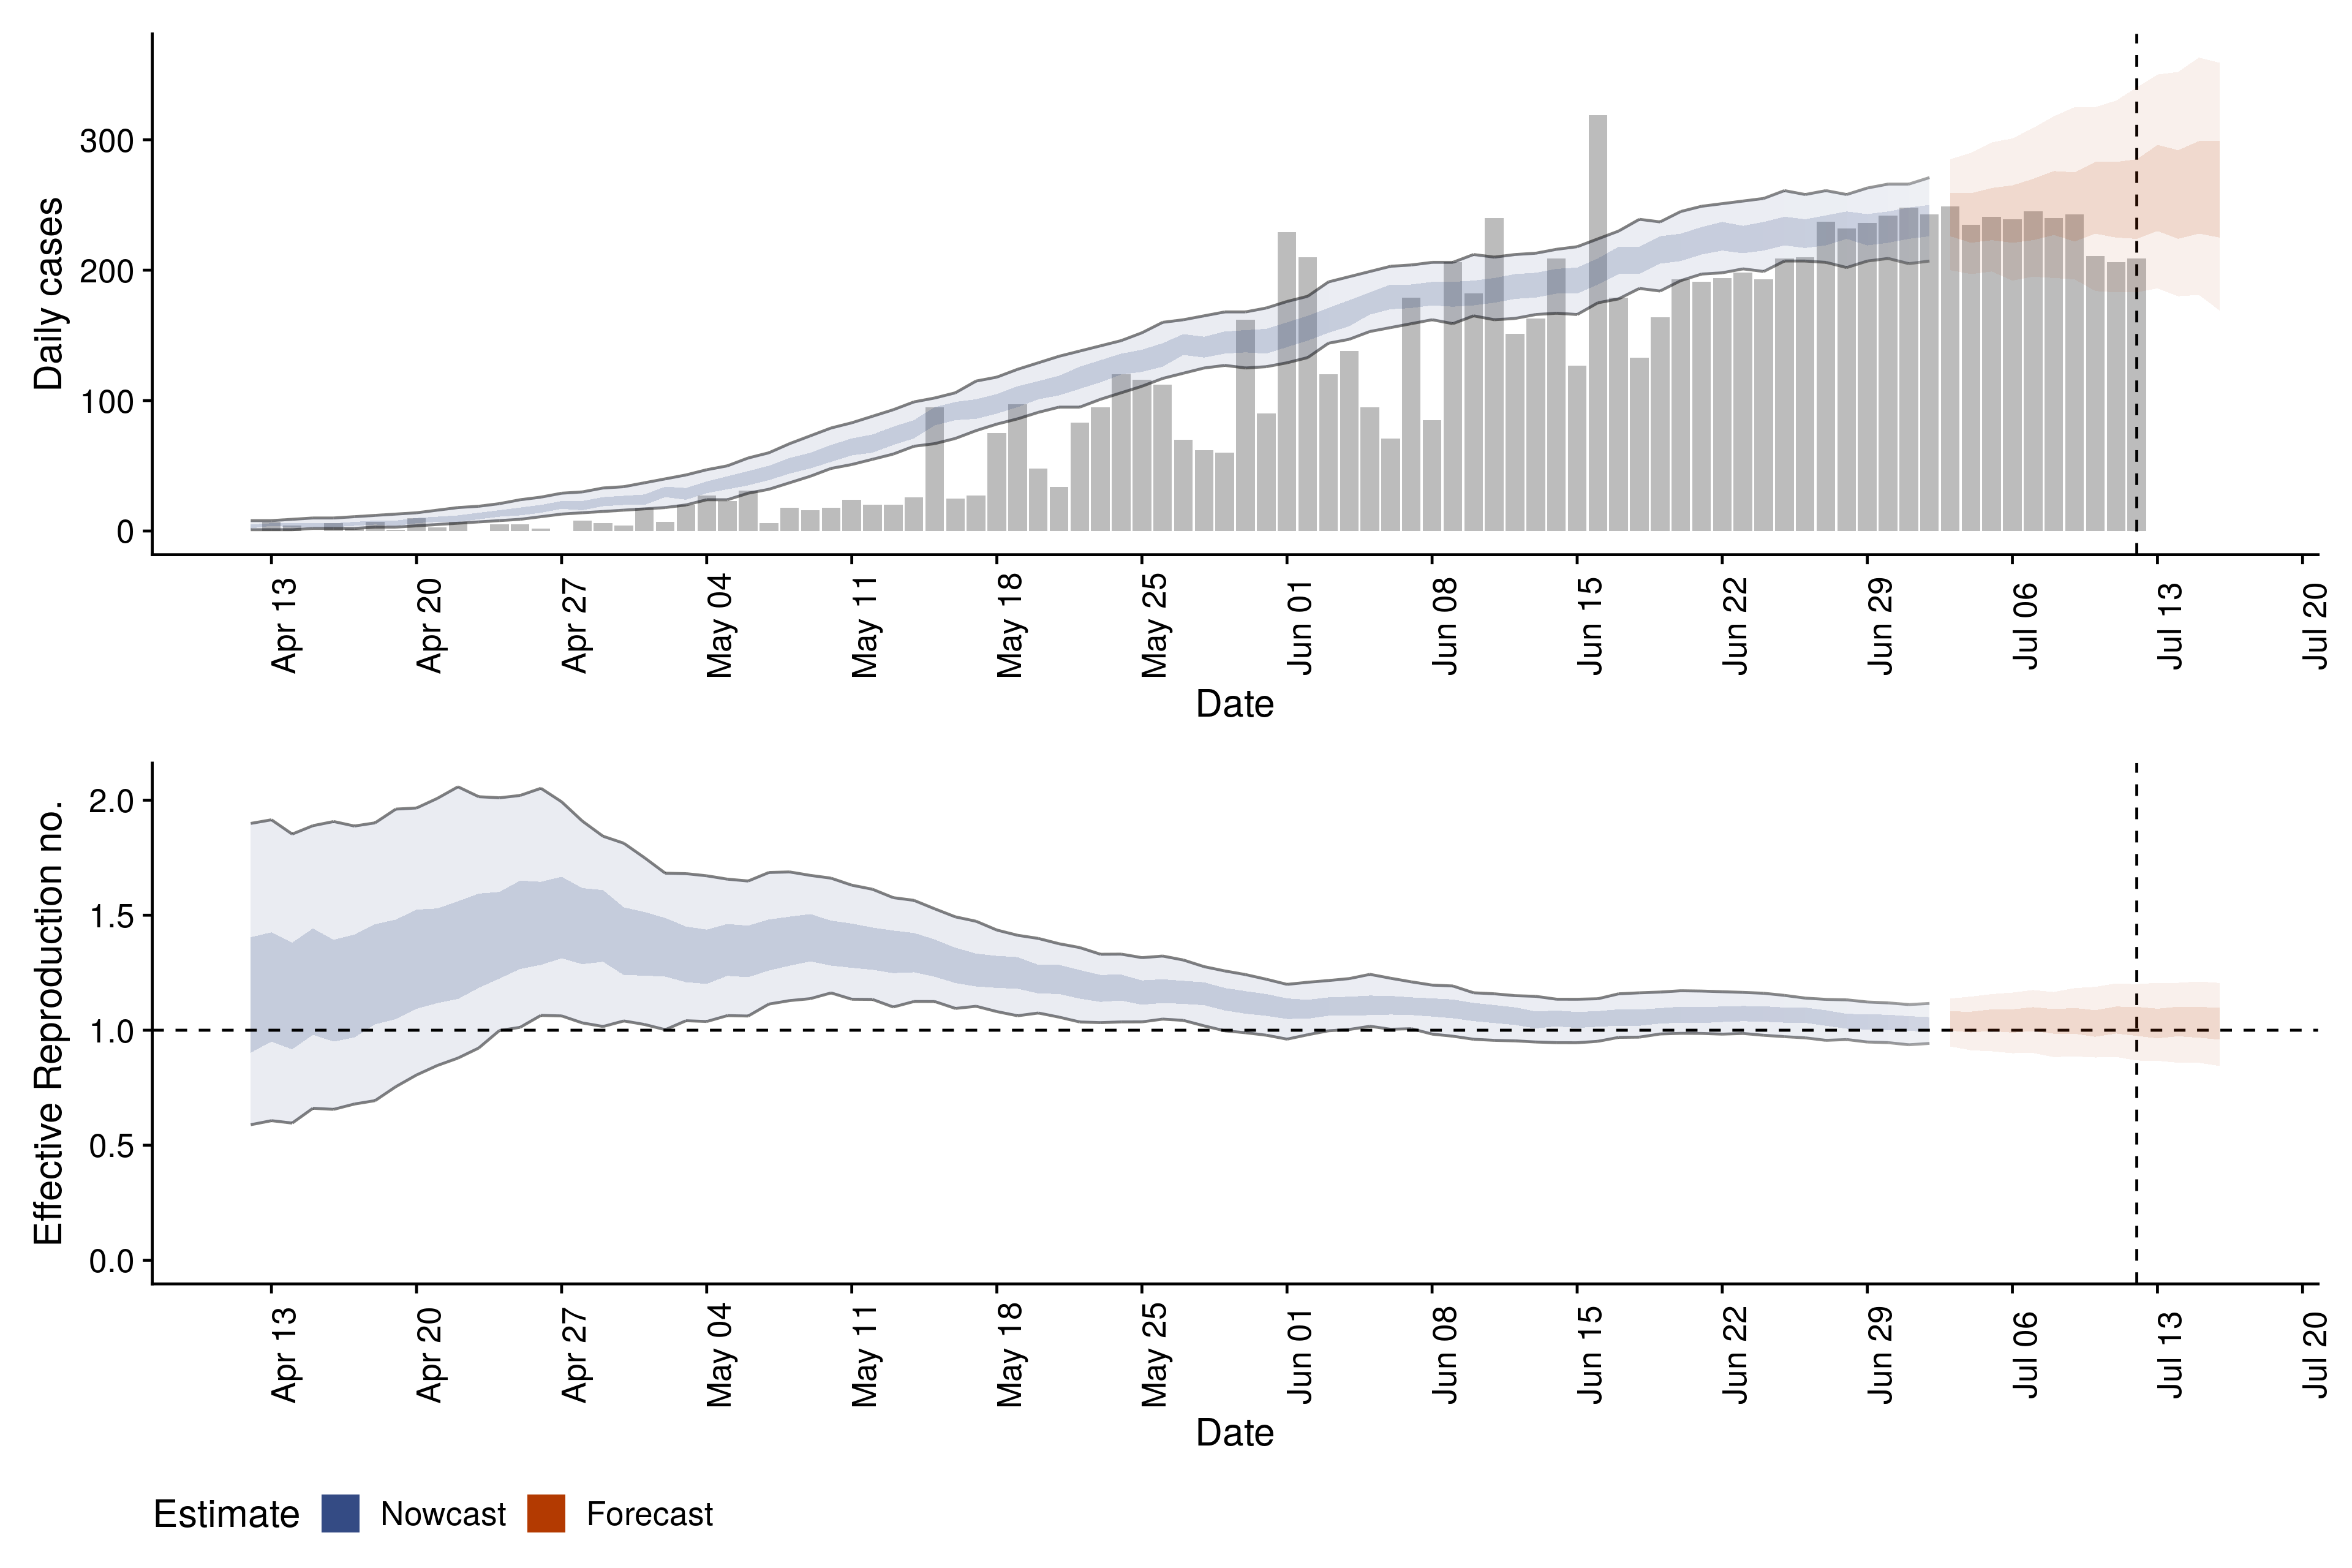 Daily cases
300
200
100
0
Apr 13
Apr 20
Apr 27
May 04
May 11
May 18
May 25
Jun 01
Jun 08
Jun 15
Jun 22
Jun 29
Jul 06
Jul 13
Jul 20
Date
Effective Reproduction no.
2.0
1.5
1.0
0.5
0.0
Apr 13
Apr 20
Apr 27
May 04
May 11
May 18
May 25
Jun 01
Jun 08
Jun 15
Jun 22
Jun 29
Jul 06
Jul 13
Jul 20
Date
Estimate Nowcast Forecast